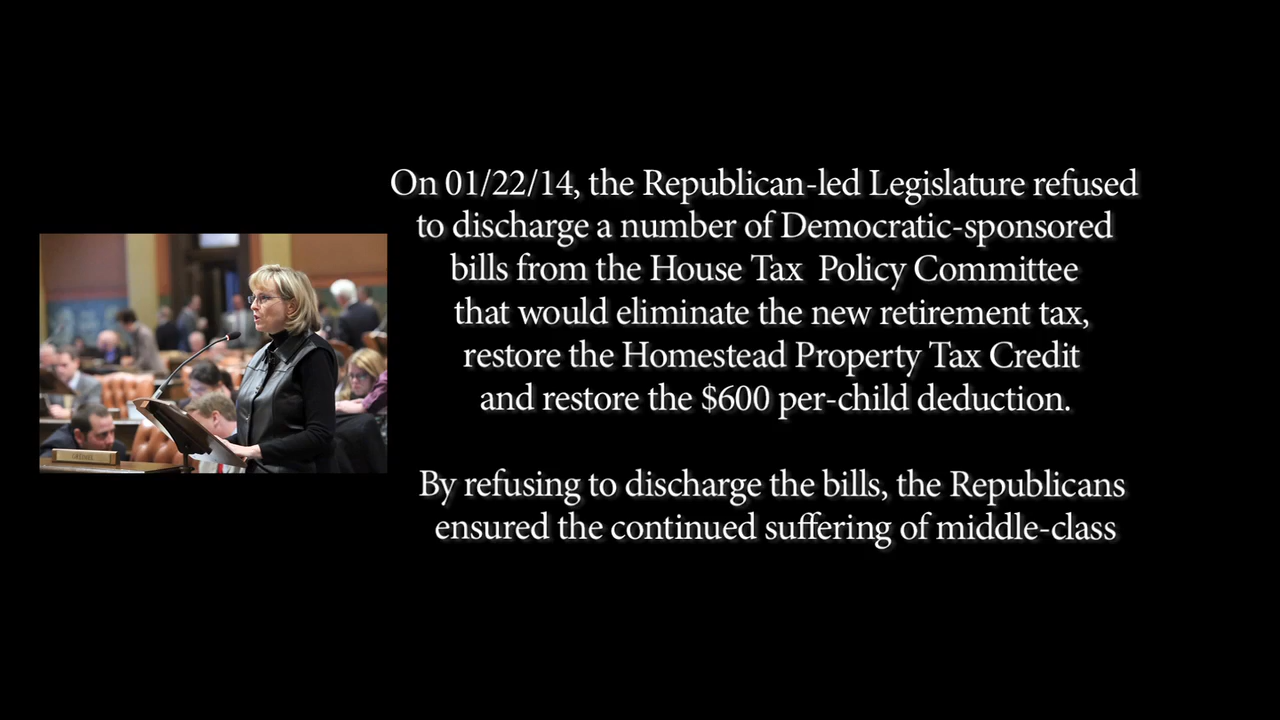 On 01/22/14, the Republican-led Legislature refused
to discharge a number of Democratic-sponsored
bills from the House Tax Policy Committee
that would eliminate the new retirement tax,
restore the Homestead Property Tax Credit
and restore the $600 per-child deduction.
By refusing to discharge the bills, the Republicans
ensured the continued suffering of middle-class